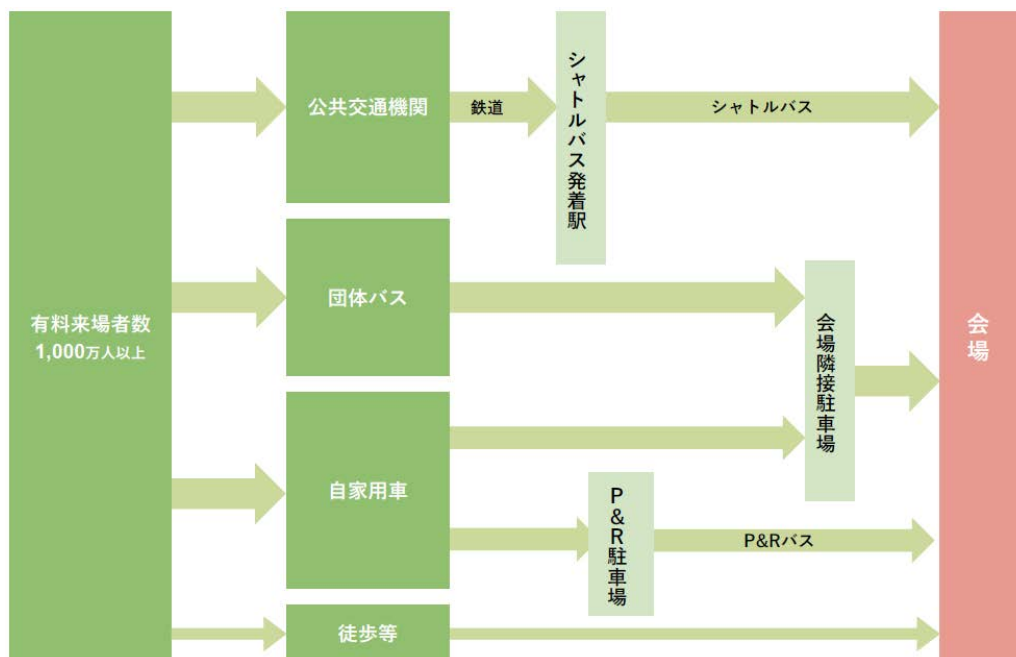 有料来場者数
1,000万人以上
公共交通機関
鉄道
シャトルバス発着駅
シャトルバス
団体バス
自家用車
会場隣接駐車場
P&R駐車場
P&Rバス
徒歩等
会場